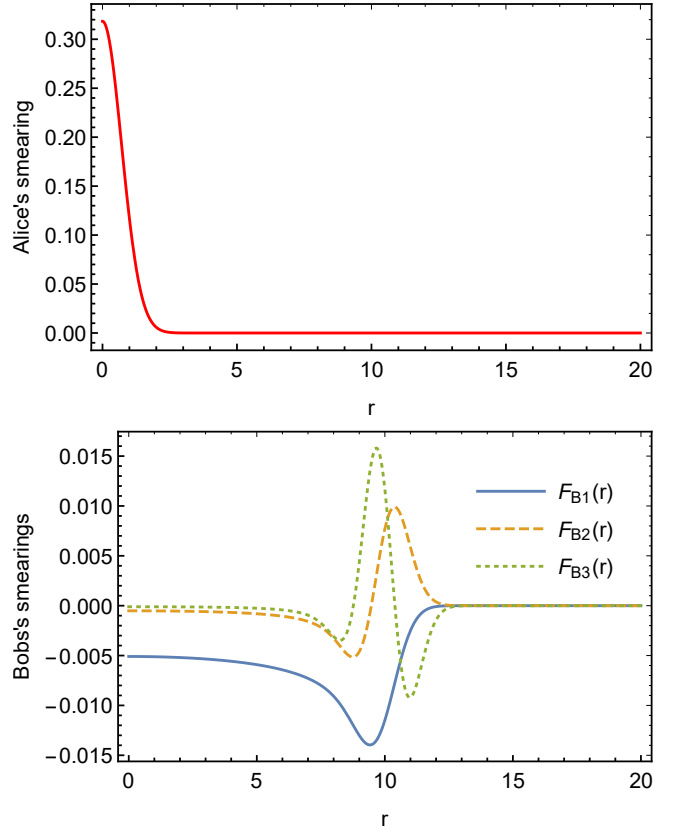 Alice's smearing
0.30
0.25
0.20
0.15
0.10
0.05
0.00
0 5 10 15 20
r
Bobs's smearings
0.015
0.010
0.005
0.000
−0.005
−0.010
−0.015
F_B1(r)
F_B2(r)
F_B3(r)
0 5 10 15 20
r